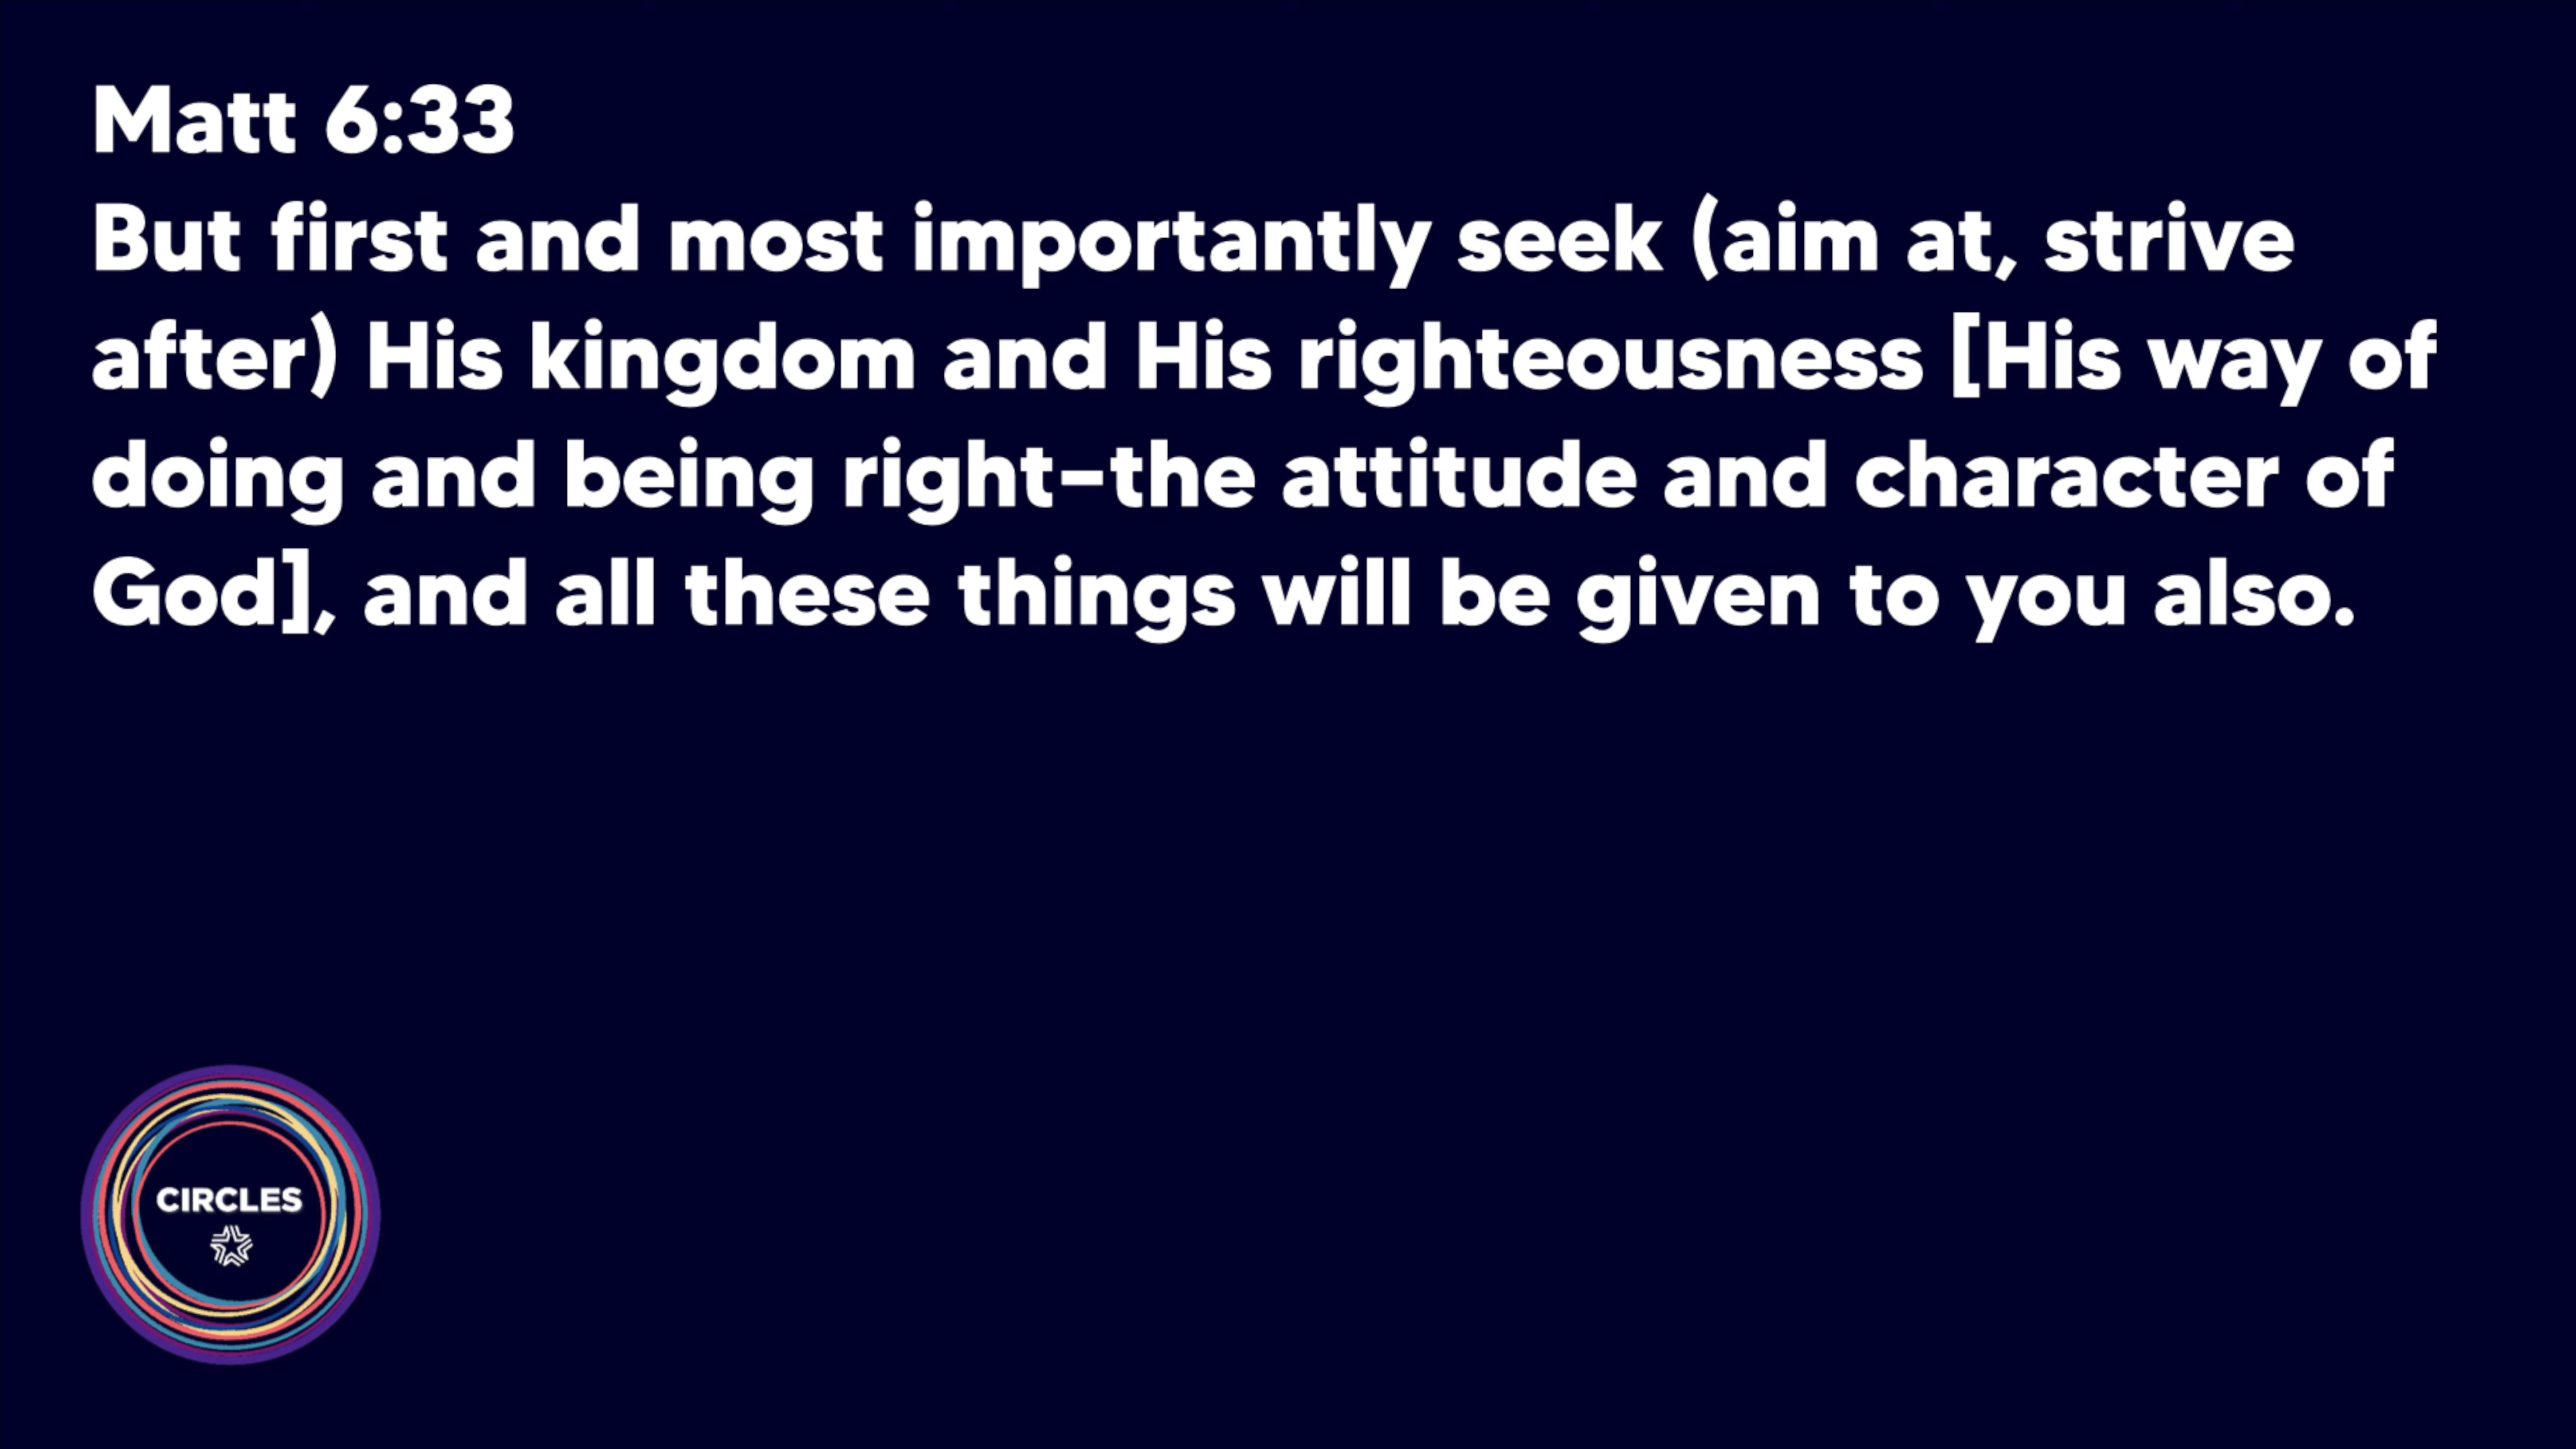 Matt 6:33
But first and most importantly seek (aim at, strive
after) His kingdom and His righteousness [His way of
doing and being right–the attitude and character of
God], and all these things will be given to you also.
CIRCLES